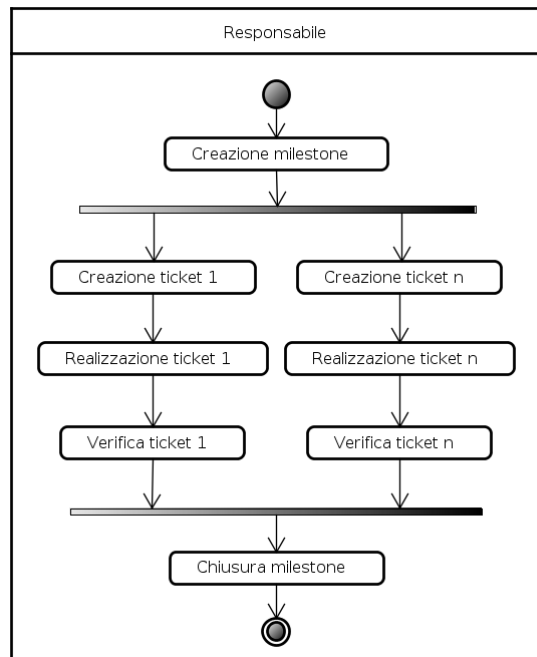 Responsabile
Creazione milestone
Creazione ticket 1
Creazione ticket n
Realizzazione ticket 1
Realizzazione ticket n
Verifica ticket 1
Verifica ticket n
Chiusura milestone